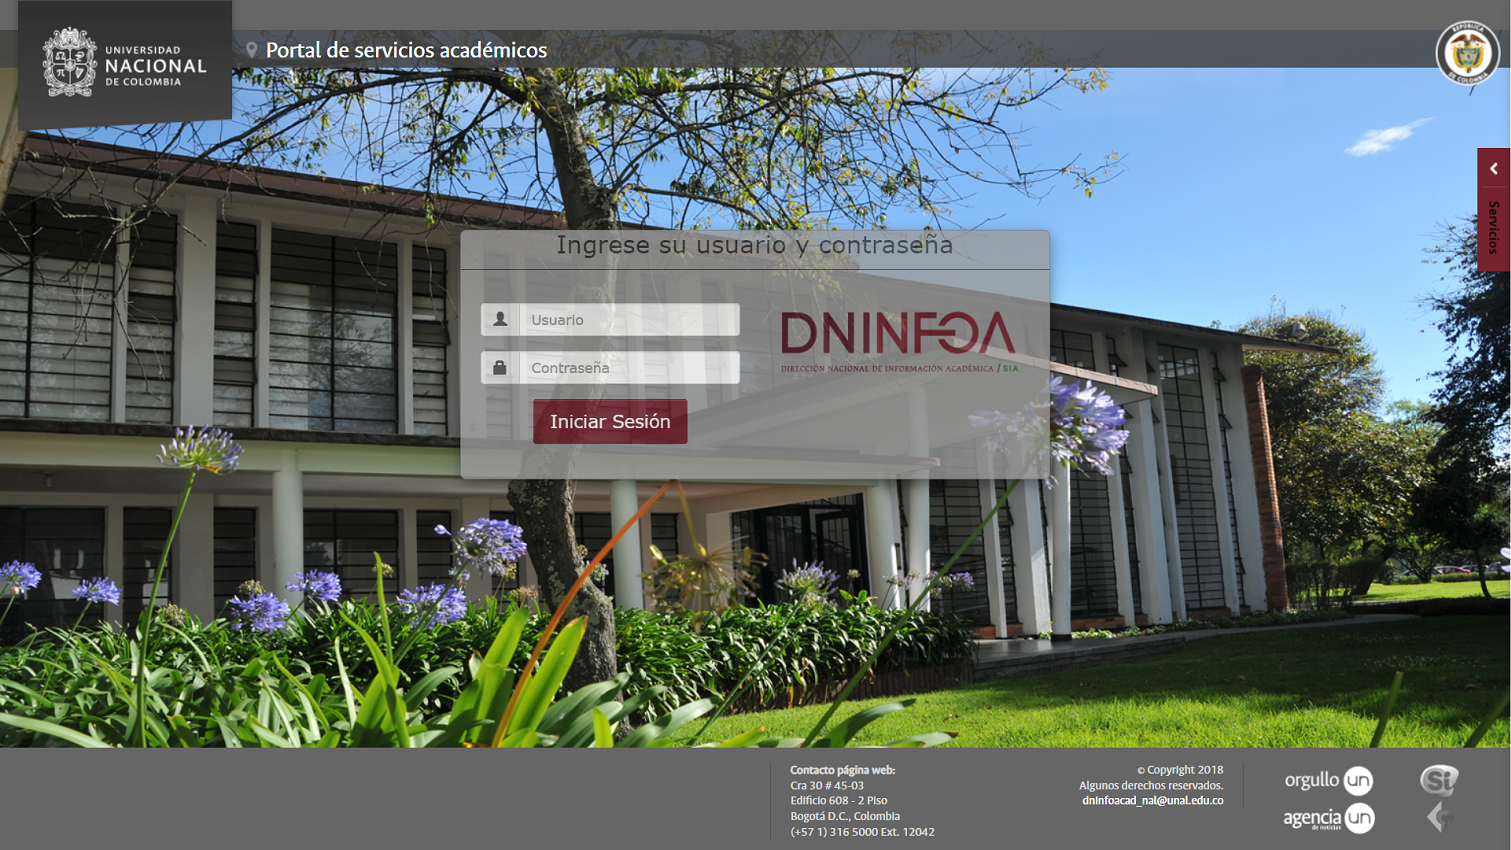 UNIVERSIDAD
NACIONAL
DE COLOMBIA
Portal de servicios académicos
REPÚBLICA
DE COLOMBIA
Servicios
Ingrese su usuario y contraseña
Usuario
Contraseña
Iniciar Sesión
DNINFOA
DIRECCIÓN NACIONAL DE INFORMACIÓN ACADÉMICA / SIA
Contacto página web:
Cra 30 # 45-03
Edificio 608 - 2 Piso
Bogotá D.C., Colombia
(+57 1) 316 5000 Ext. 12042
© Copyright 2018
Algunos derechos reservados.
dninfoacad_nal@unal.edu.co
orgullo un
agencia un
de noticias
Si